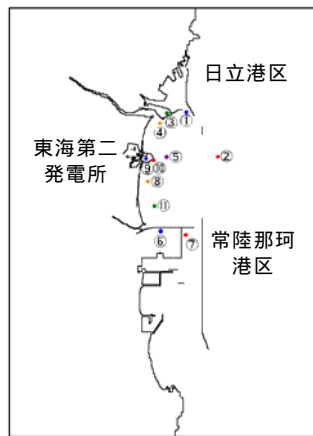 日立港区
①
③
④
東海第二
発電所
⑤
②
⑨
⑩
⑧
⑪
常陸那珂
港区
⑥
⑦